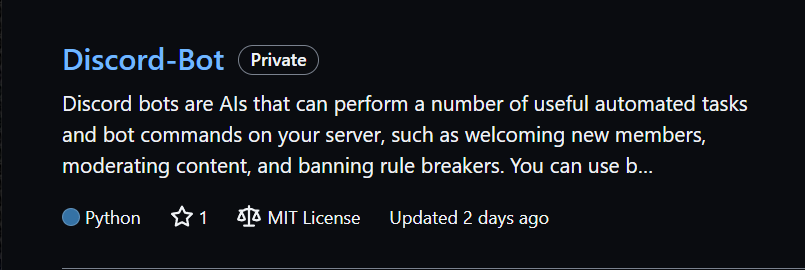 Discord-Bot Private
Discord bots are AIs that can perform a number of useful automated tasks
and bot commands on your server, such as welcoming new members,
moderating content, and banning rule breakers. You can use b...
Python 1 MIT License Updated 2 days ago